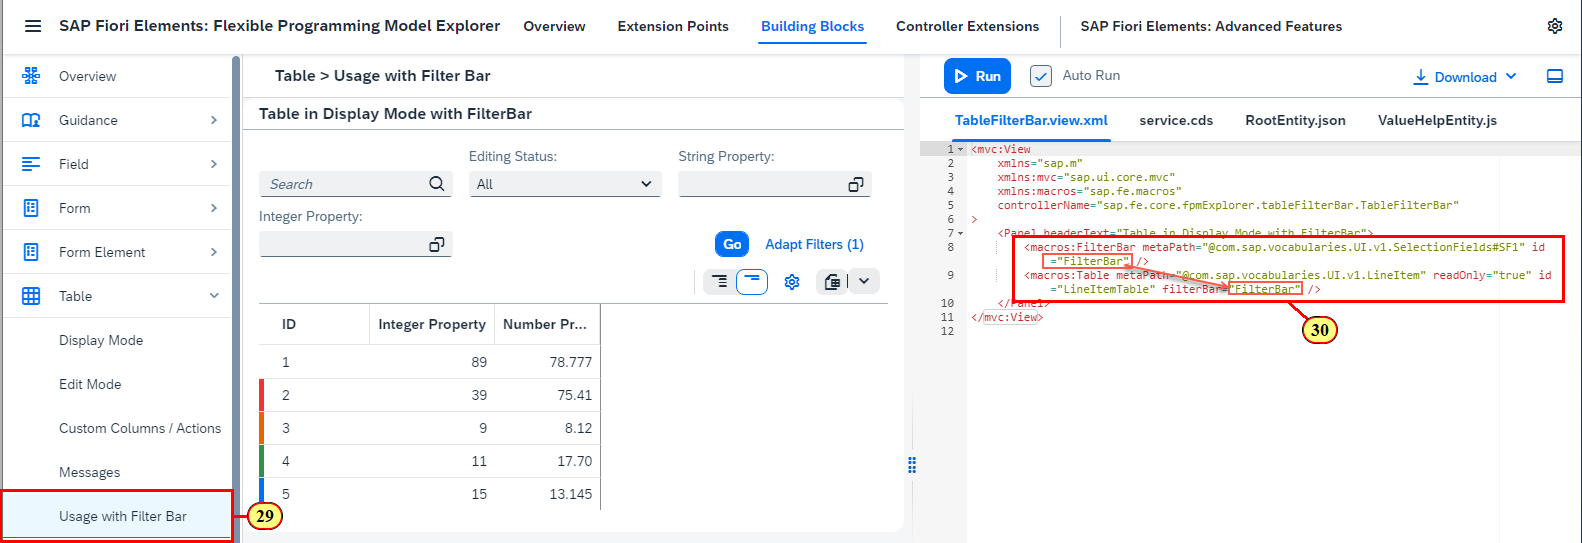 SAP Fiori Elements: Flexible Programming Model Explorer Overview Extension Points Building Blocks Controller Extensions SAP Fiori Elements: Advanced Features
Overview
Guidance
Field
Form
Form Element
Table
Display Mode
Edit Mode
Custom Columns / Actions
Messages
Usage with Filter Bar
29
Table > Usage with Filter Bar
Table in Display Mode with FilterBar
Editing Status: String Property:
Search All
Integer Property:
Go Adapt Filters (1)
ID Integer Property Number Pr...
1 89 78.777
2 39 75.41
3 9 8.12
4 11 17.70
5 15 13.145
Run Auto Run Download
TableFilterBar.view.xml service.cds RootEntity.json ValueHelpEntity.js
1 <mvc:View
2 xmlns="sap.m"
3 xmlns:mvc="sap.ui.core.mvc"
4 xmlns:macros="sap.fe.macros"
5 controllerName="sap.fe.core.fpmExplorer.tableFilterBar.TableFilterBar"
6 >
7 <Panel headerText="Table in Display Mode with FilterBar">
8 <macros:FilterBar metaPath="@com.sap.vocabularies.UI.v1.SelectionFields#SF1" id
="FilterBar" />
9 <macros:Table metaPath="@com.sap.vocabularies.UI.v1.LineItem" readOnly="true" id
="LineItemTable" filterBar="FilterBar" />
10 </Panel>
11 </mvc:View>
12
30